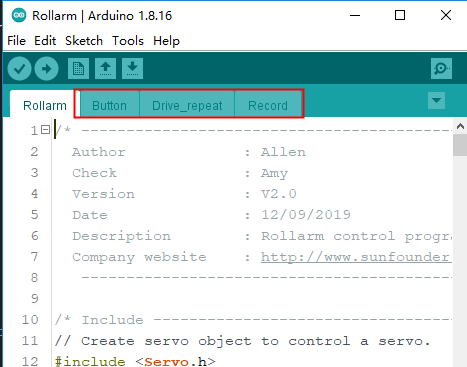 Rollarm | Arduino 1.8.16
File Edit Sketch Tools Help
Rollarm Button Drive_repeat Record
1 /* ----------------------------------------
2 Author : Allen
3 Check : Amy
4 Version : V2.0
5 Date : 12/09/2019
6 Description : Rollarm control progra
7 Company website : http://www.sunfounder
8 ----------------------------------------
9
10 /* Include ------------------------------
11 // Create servo object to control a servo.
12 #include <Servo.h>